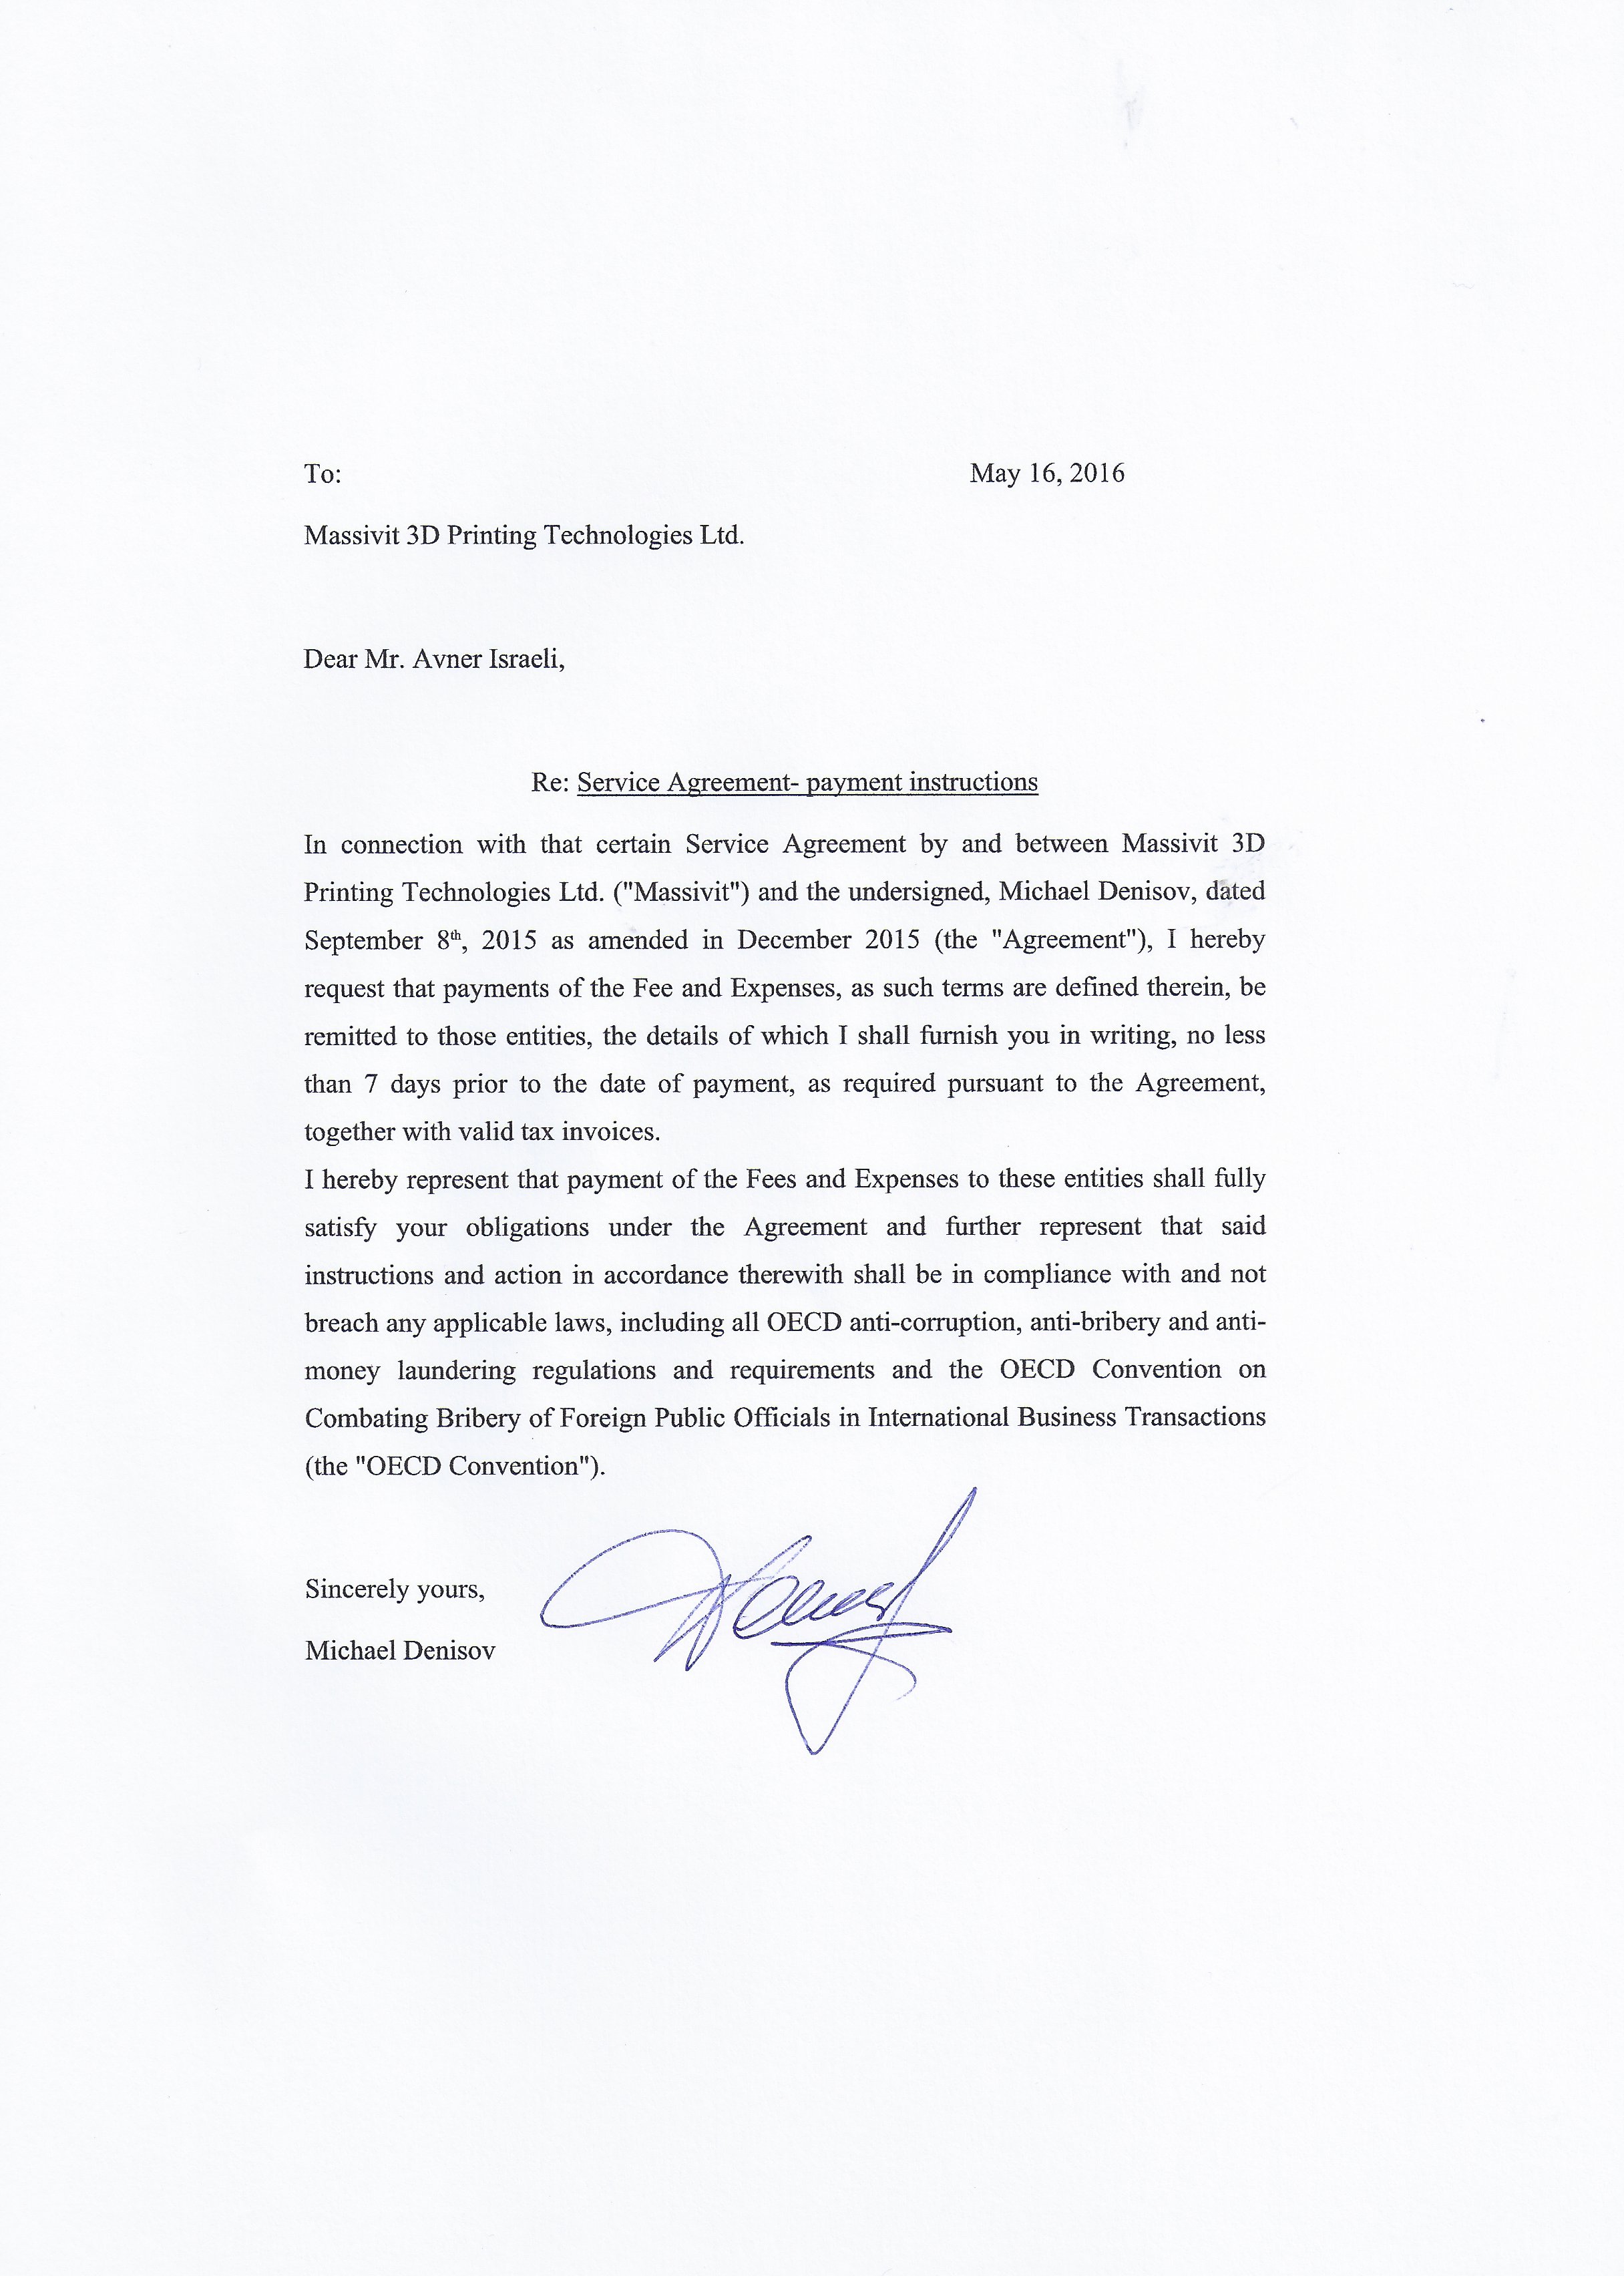 To: May 16, 2016
Massivit 3D Printing Technologies Ltd.
Dear Mr. Avner Israeli,
Re: Service Agreement- payment instructions
In connection with that certain Service Agreement by and between Massivit 3D
Printing Technologies Ltd. ("Massivit") and the undersigned, Michael Denisov, dated
September 8th, 2015 as amended in December 2015 (the "Agreement"), I hereby
request that payments of the Fee and Expenses, as such terms are defined therein, be
remitted to those entities, the details of which I shall furnish you in writing, no less
than 7 days prior to the date of payment, as required pursuant to the Agreement,
together with valid tax invoices.
I hereby represent that payment of the Fees and Expenses to these entities shall fully
satisfy your obligations under the Agreement and further represent that said
instructions and action in accordance therewith shall be in compliance with and not
breach any applicable laws, including all OECD anti-corruption, anti-bribery and anti-
money laundering regulations and requirements and the OECD Convention on
Combating Bribery of Foreign Public Officials in International Business Transactions
(the "OECD Convention").
Sincerely yours,
Michael Denisov